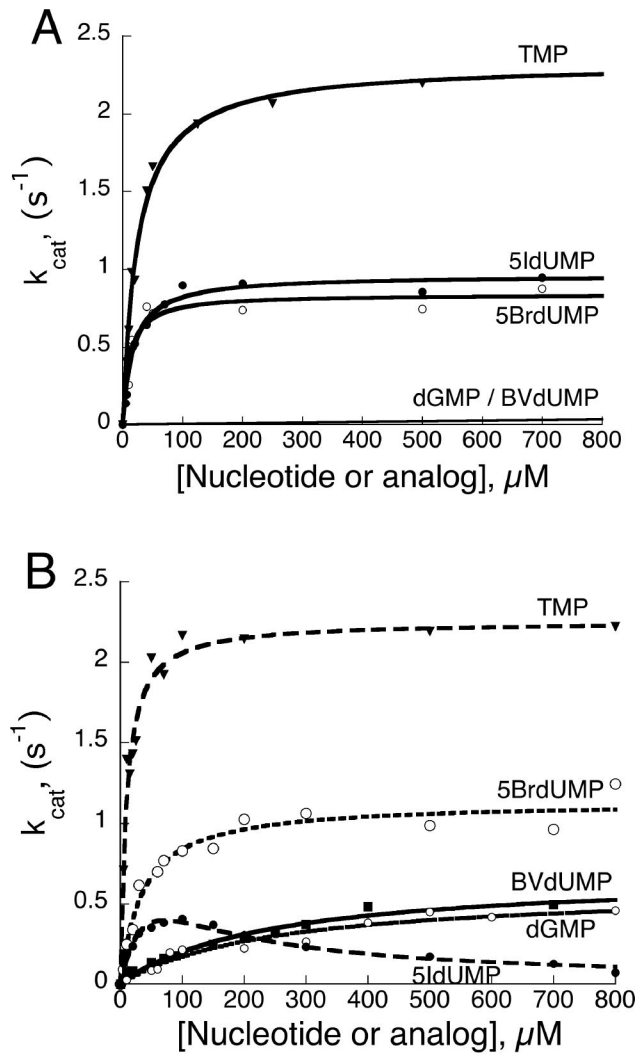 A
2.5
2
1.5
1
0.5
0
k_cat, (s⁻¹)
TMP
5IdUMP
5BrdUMP
dGMP / BVdUMP
0 100 200 300 400 500 600 700 800
[Nucleotide or analog], µM
B
2.5
2
1.5
1
0.5
0
k_cat, (s⁻¹)
TMP
5BrdUMP
BVdUMP
dGMP
5IdUMP
0 100 200 300 400 500 600 700 800
[Nucleotide or analog], µM